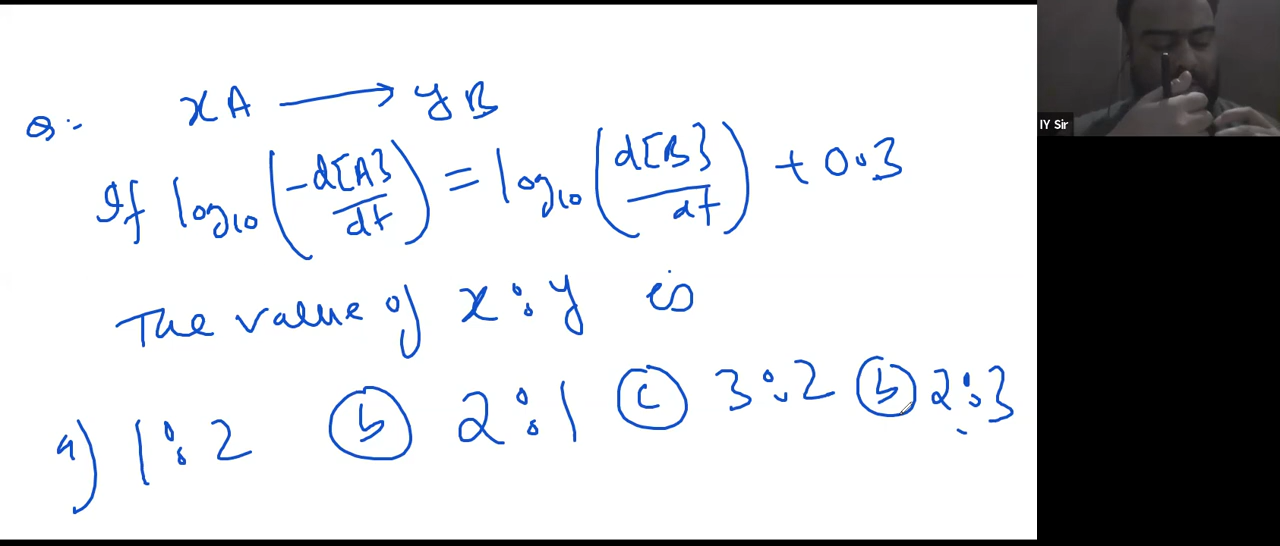 Q:- xA ⟶ yB
If log₁₀(-d[A]/dt) = log₁₀(d[B]/dt) + 0.3
The value of x:y is
a) 1:2 (b) 2:1 (c) 3:2 (b) 2:3
IY Sir